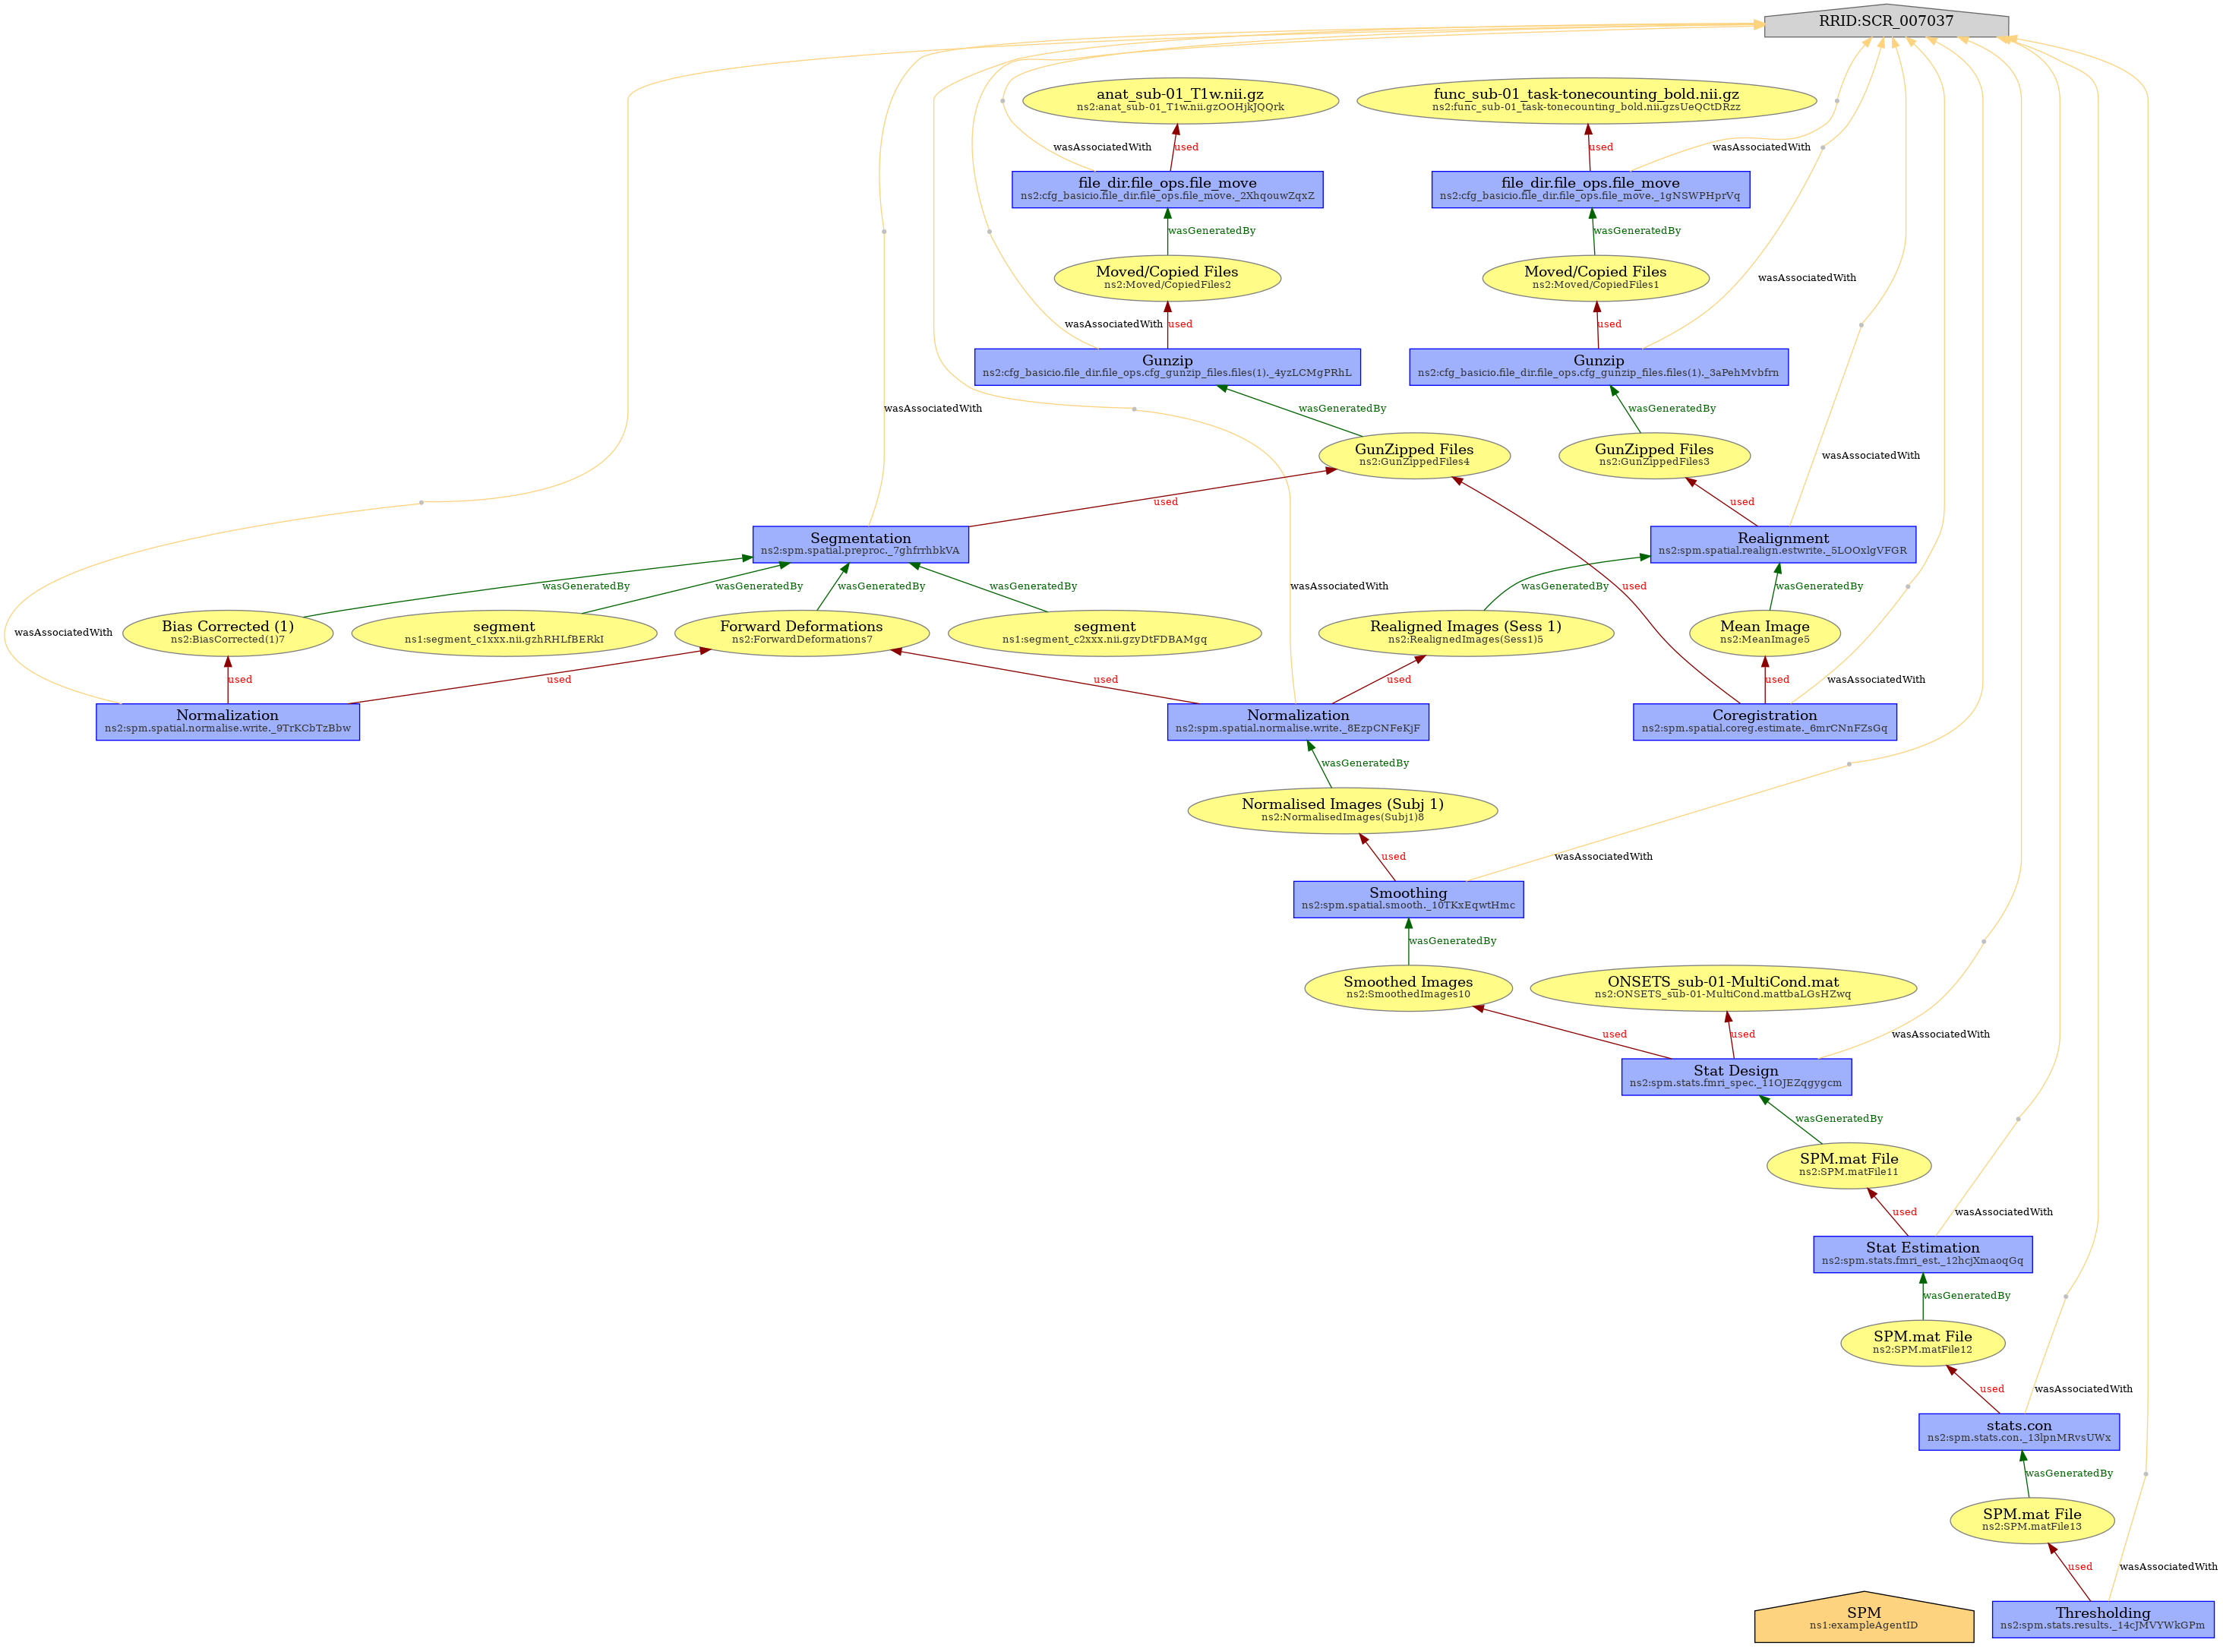 RRID:SCR_007037
anat_sub-01_T1w.nii.gz
ns2:anat_sub-01_T1w.nii.gzOOHjkJQQrk
func_sub-01_task-tonecounting_bold.nii.gz
ns2:func_sub-01_task-tonecounting_bold.nii.gzsUeQCtDRzz
wasAssociatedWith
used
used
wasAssociatedWith
file_dir.file_ops.file_move
ns2:cfg_basicio.file_dir.file_ops.file_move._2XhqouwZqxZ
file_dir.file_ops.file_move
ns2:cfg_basicio.file_dir.file_ops.file_move._1gNSWPHprVq
wasGeneratedBy
wasGeneratedBy
Moved/Copied Files
ns2:Moved/CopiedFiles2
Moved/Copied Files
ns2:Moved/CopiedFiles1
wasAssociatedWith
wasAssociatedWith
used
used
Gunzip
ns2:cfg_basicio.file_dir.file_ops.cfg_gunzip_files.files(1)._4yzLCMgPRhL
Gunzip
ns2:cfg_basicio.file_dir.file_ops.cfg_gunzip_files.files(1)._3aPehMvbfrn
wasAssociatedWith
wasGeneratedBy
wasGeneratedBy
GunZipped Files
ns2:GunZippedFiles4
GunZipped Files
ns2:GunZippedFiles3
wasAssociatedWith
used
used
Segmentation
ns2:spm.spatial.preproc._7ghfrrhbkVA
Realignment
ns2:spm.spatial.realign.estwrite._5LOOxlgVFGR
wasGeneratedBy
wasGeneratedBy
wasGeneratedBy
wasGeneratedBy
wasAssociatedWith
wasGeneratedBy
used
wasGeneratedBy
wasAssociatedWith
Bias Corrected (1)
ns2:BiasCorrected(1)7
segment
ns1:segment_c1xxx.nii.gzhRHLfBERkI
Forward Deformations
ns2:ForwardDeformations7
segment
ns1:segment_c2xxx.nii.gzyDtFDBAMgq
Realigned Images (Sess 1)
ns2:RealignedImages(Sess1)5
Mean Image
ns2:MeanImage5
used
used
used
used
used
wasAssociatedWith
Normalization
ns2:spm.spatial.normalise.write._9TrKCbTzBbw
Normalization
ns2:spm.spatial.normalise.write._8EzpCNFeKjF
Coregistration
ns2:spm.spatial.coreg.estimate._6mrCNnFZsGq
wasGeneratedBy
Normalised Images (Subj 1)
ns2:NormalisedImages(Subj1)8
used
wasAssociatedWith
Smoothing
ns2:spm.spatial.smooth._10TKxEqwtHmc
wasGeneratedBy
Smoothed Images
ns2:SmoothedImages10
ONSETS_sub-01-MultiCond.mat
ns2:ONSETS_sub-01-MultiCond.mattbaLGsHZwq
used
used
wasAssociatedWith
Stat Design
ns2:spm.stats.fmri_spec._11OJEZqgygcm
wasGeneratedBy
SPM.mat File
ns2:SPM.matFile11
used
wasAssociatedWith
Stat Estimation
ns2:spm.stats.fmri_est._12hcjXmaoqGq
wasGeneratedBy
SPM.mat File
ns2:SPM.matFile12
used
wasAssociatedWith
stats.con
ns2:spm.stats.con._13lpnMRvsUWx
wasGeneratedBy
SPM.mat File
ns2:SPM.matFile13
used
wasAssociatedWith
SPM
ns1:exampleAgentID
Thresholding
ns2:spm.stats.results._14cJMVYWkGPm